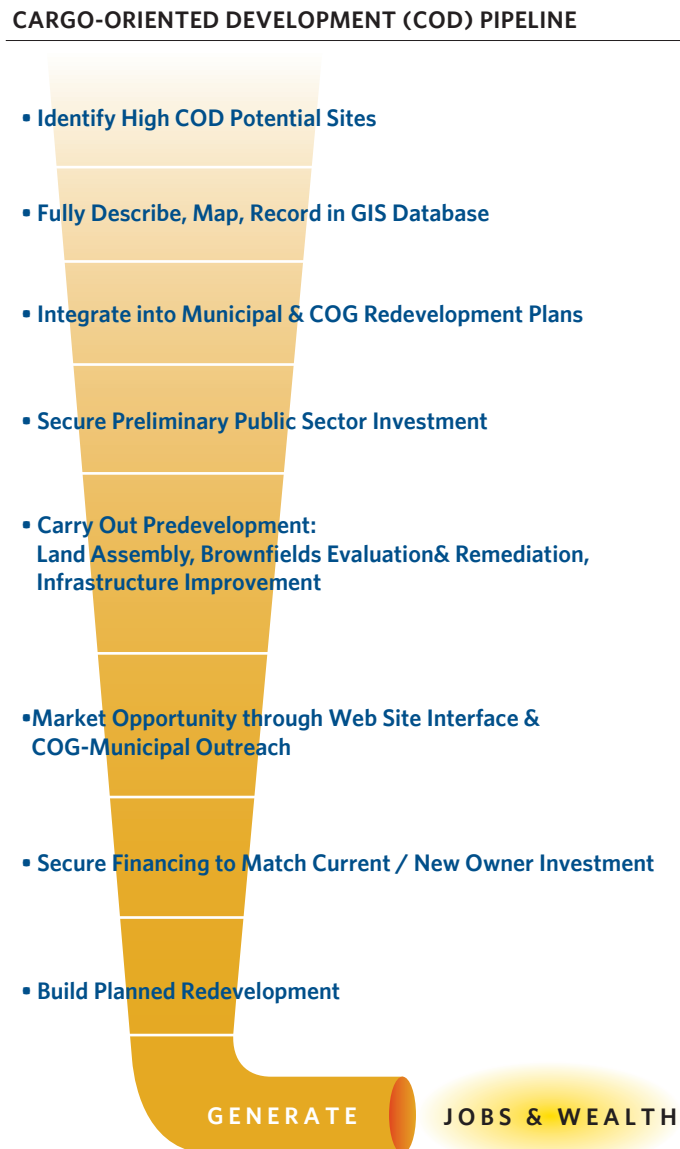 CARGO-ORIENTED DEVELOPMENT (COD) PIPELINE
• Identify High COD Potential Sites
• Fully Describe, Map, Record in GIS Database
• Integrate into Municipal & COG Redevelopment Plans
• Secure Preliminary Public Sector Investment
• Carry Out Predevelopment:
Land Assembly, Brownfields Evaluation& Remediation,
Infrastructure Improvement
•Market Opportunity through Web Site Interface &
COG-Municipal Outreach
• Secure Financing to Match Current / New Owner Investment
• Build Planned Redevelopment
GENERATE JOBS & WEALTH